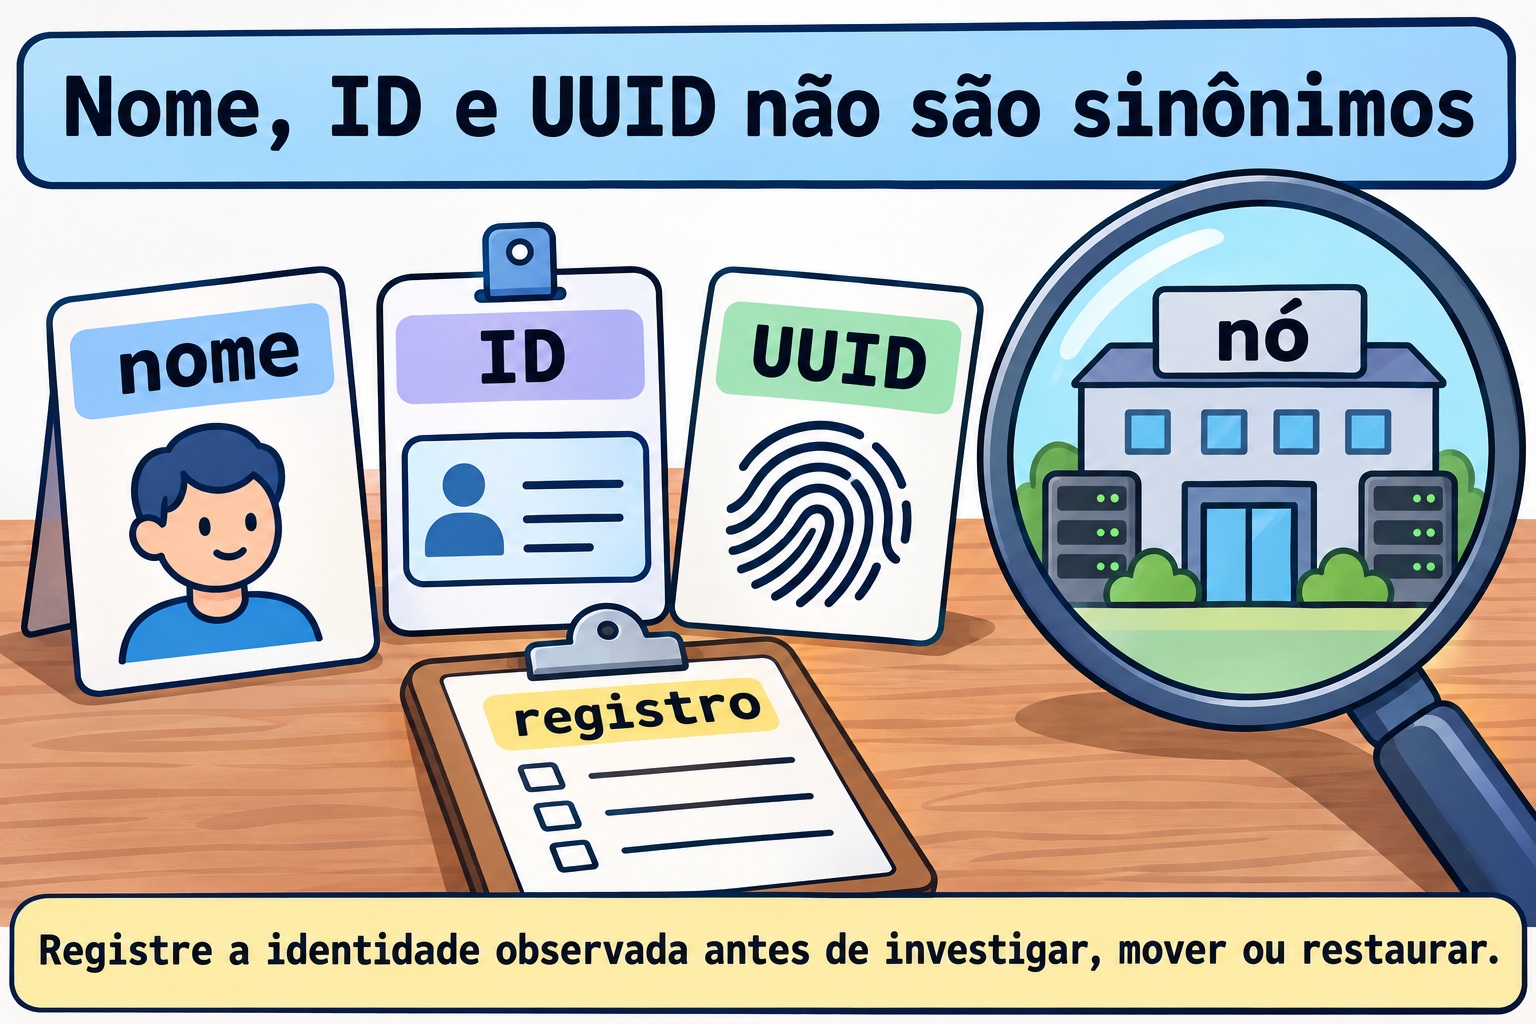 Nome, ID e UUID não são sinônimos
nome
ID
UUID
nó
registro
Registre a identidade observada antes de investigar, mover ou restaurar.